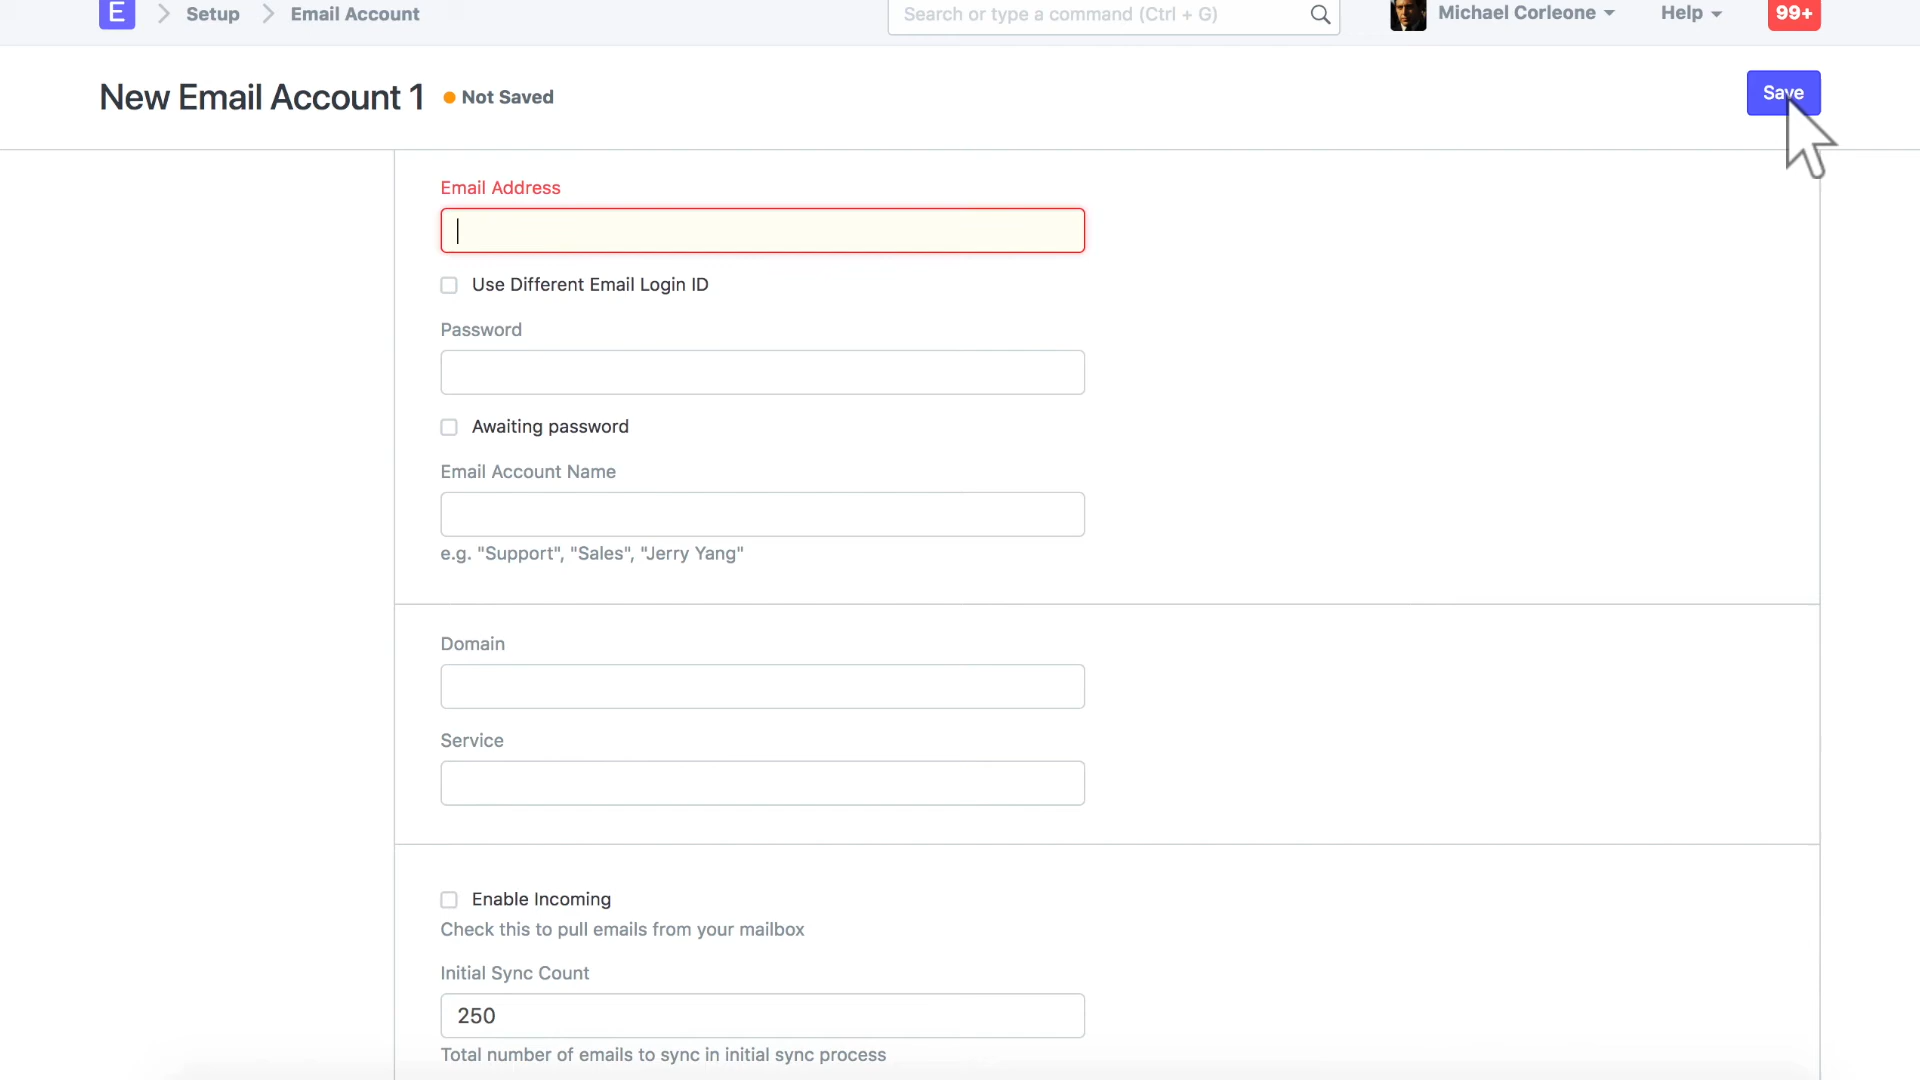 E
Setup
Email Account
Search or type a command (Ctrl + G)
Michael Corleone
Help
99+
New Email Account 1
Not Saved
Save
Email Address
Use Different Email Login ID
Password
Awaiting password
Email Account Name
e.g. "Support", "Sales", "Jerry Yang"
Domain
Service
Enable Incoming
Check this to pull emails from your mailbox
Initial Sync Count
250
Total number of emails to sync in initial sync process